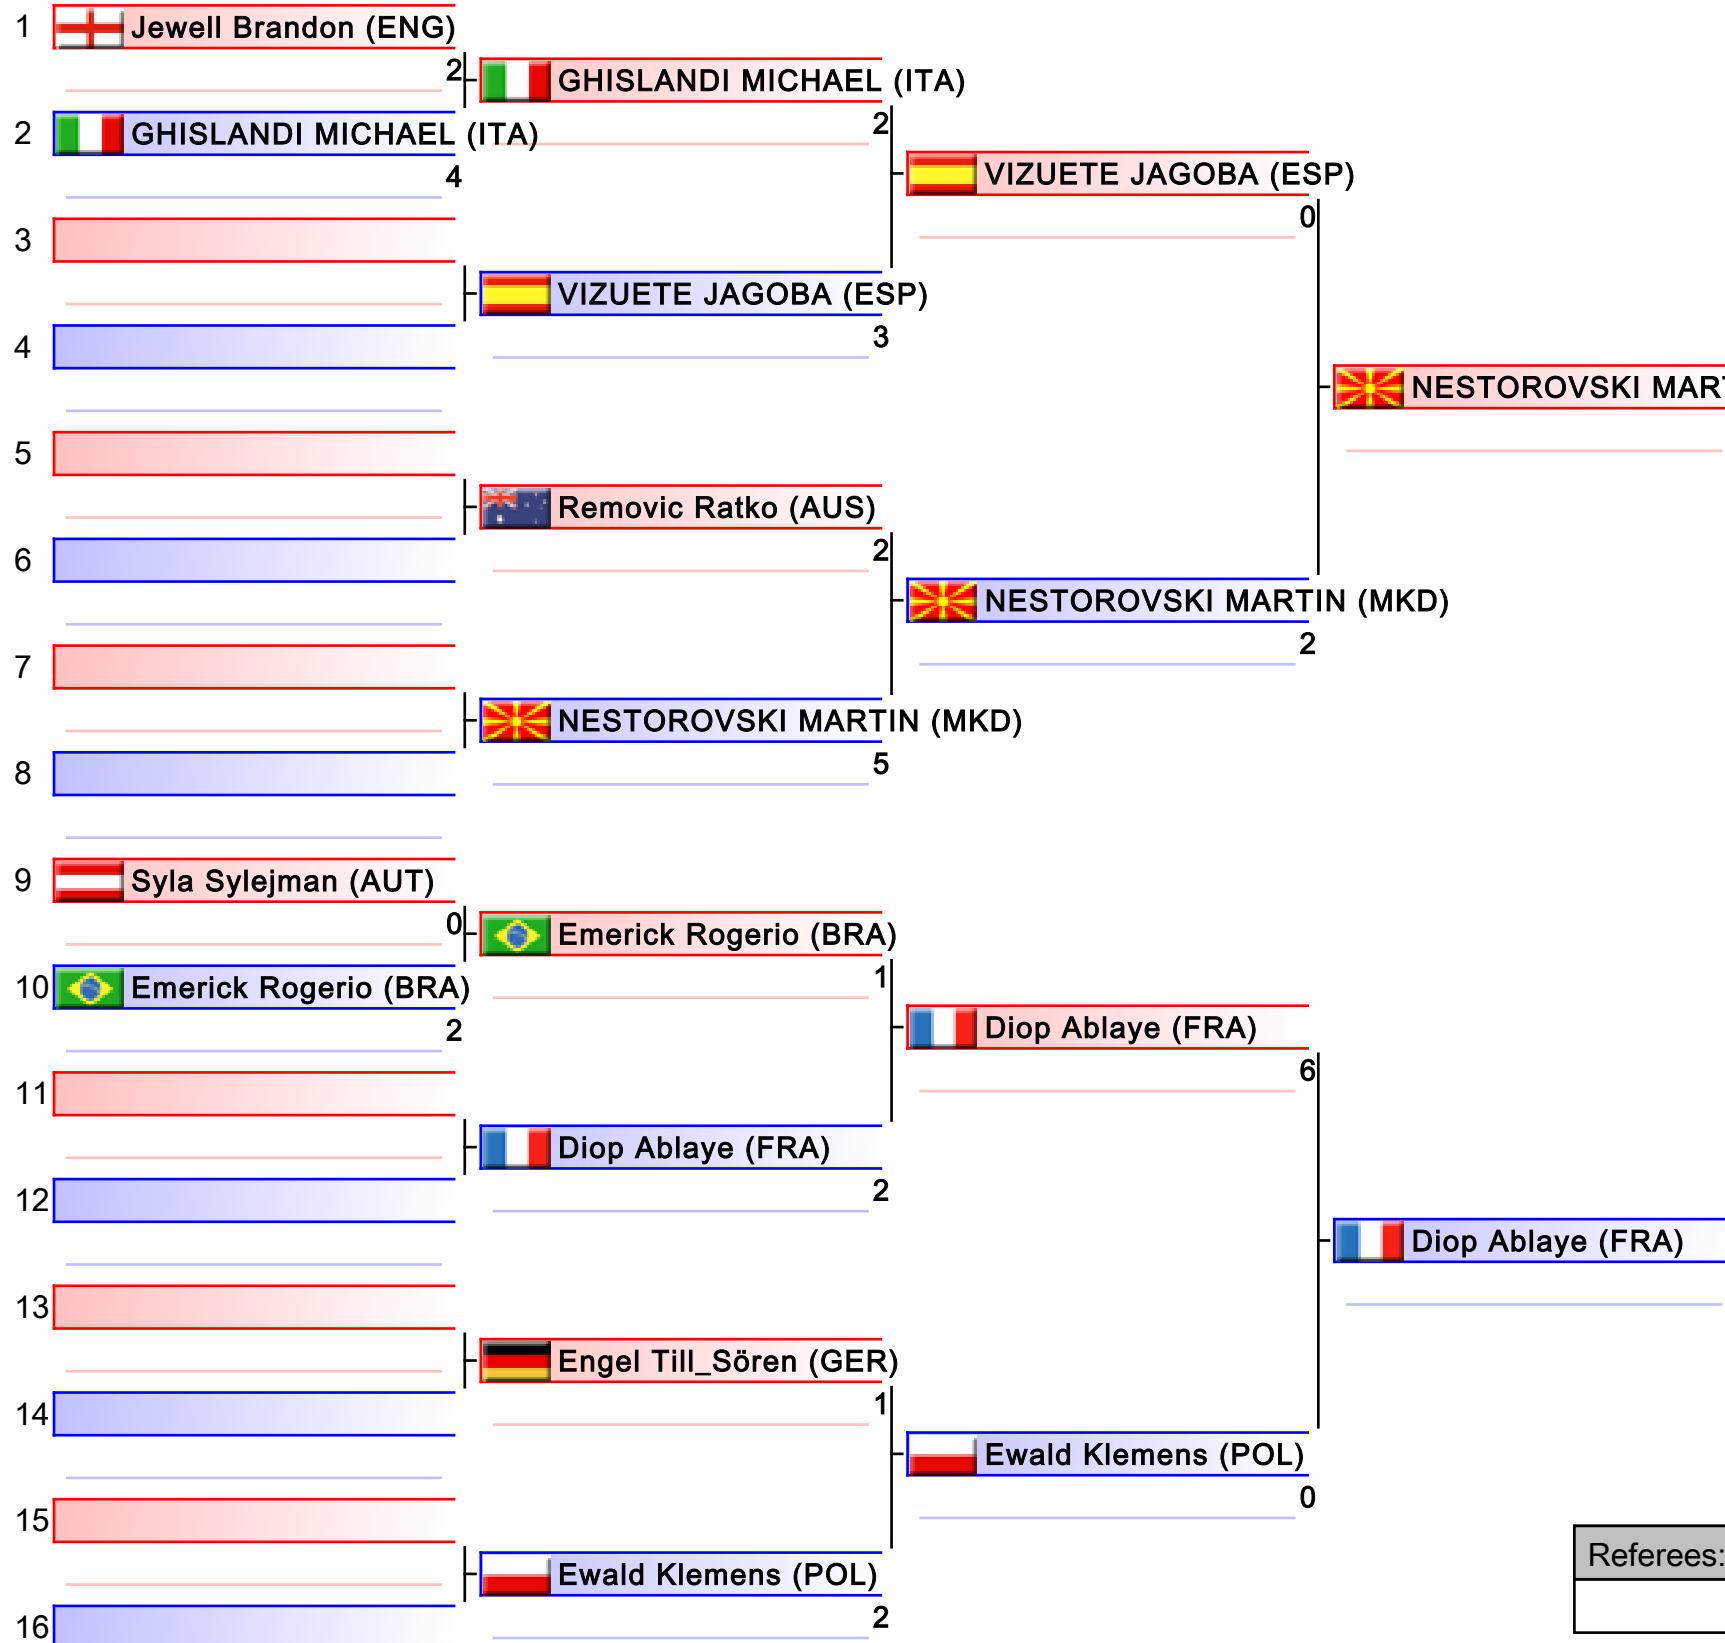 1 Jewell Brandon (ENG)
2 GHISLANDI MICHAEL (ITA)
2 GHISLANDI MICHAEL (ITA)
2
4
VIZUETE JAGOBA (ESP)
3
0
VIZUETE JAGOBA (ESP)
4
3
NESTOROVSKI MART
5
Removic Ratko (AUS)
2
6
NESTOROVSKI MARTIN (MKD)
2
7
NESTOROVSKI MARTIN (MKD)
5
8
9 Syla Sylejman (AUT)
0
Emerick Rogerio (BRA)
1
10 Emerick Rogerio (BRA)
2
Diop Ablaye (FRA)
6
11
Diop Ablaye (FRA)
2
12
Diop Ablaye (FRA)
13
Engel Till_Sören (GER)
1
14
Ewald Klemens (POL)
0
15
Referees:
Ewald Klemens (POL)
2
16